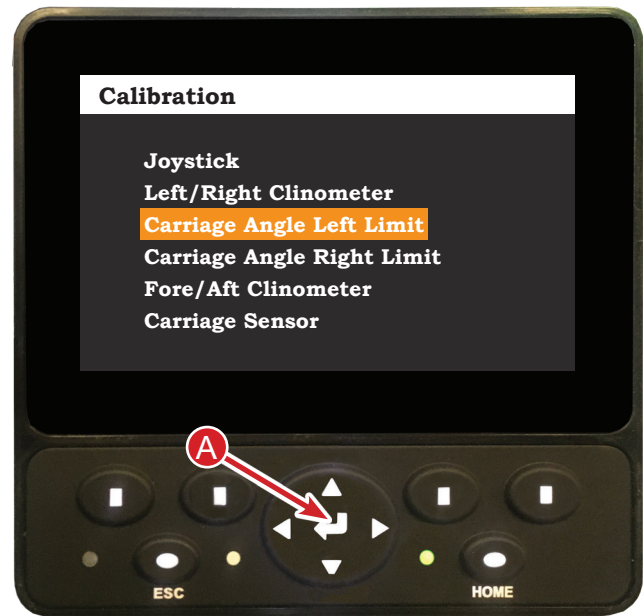 Calibration
Joystick
Left/Right Clinometer
Carriage Angle Left Limit
Carriage Angle Right Limit
Fore/Aft Clinometer
Carriage Sensor
A
ESC
HOME